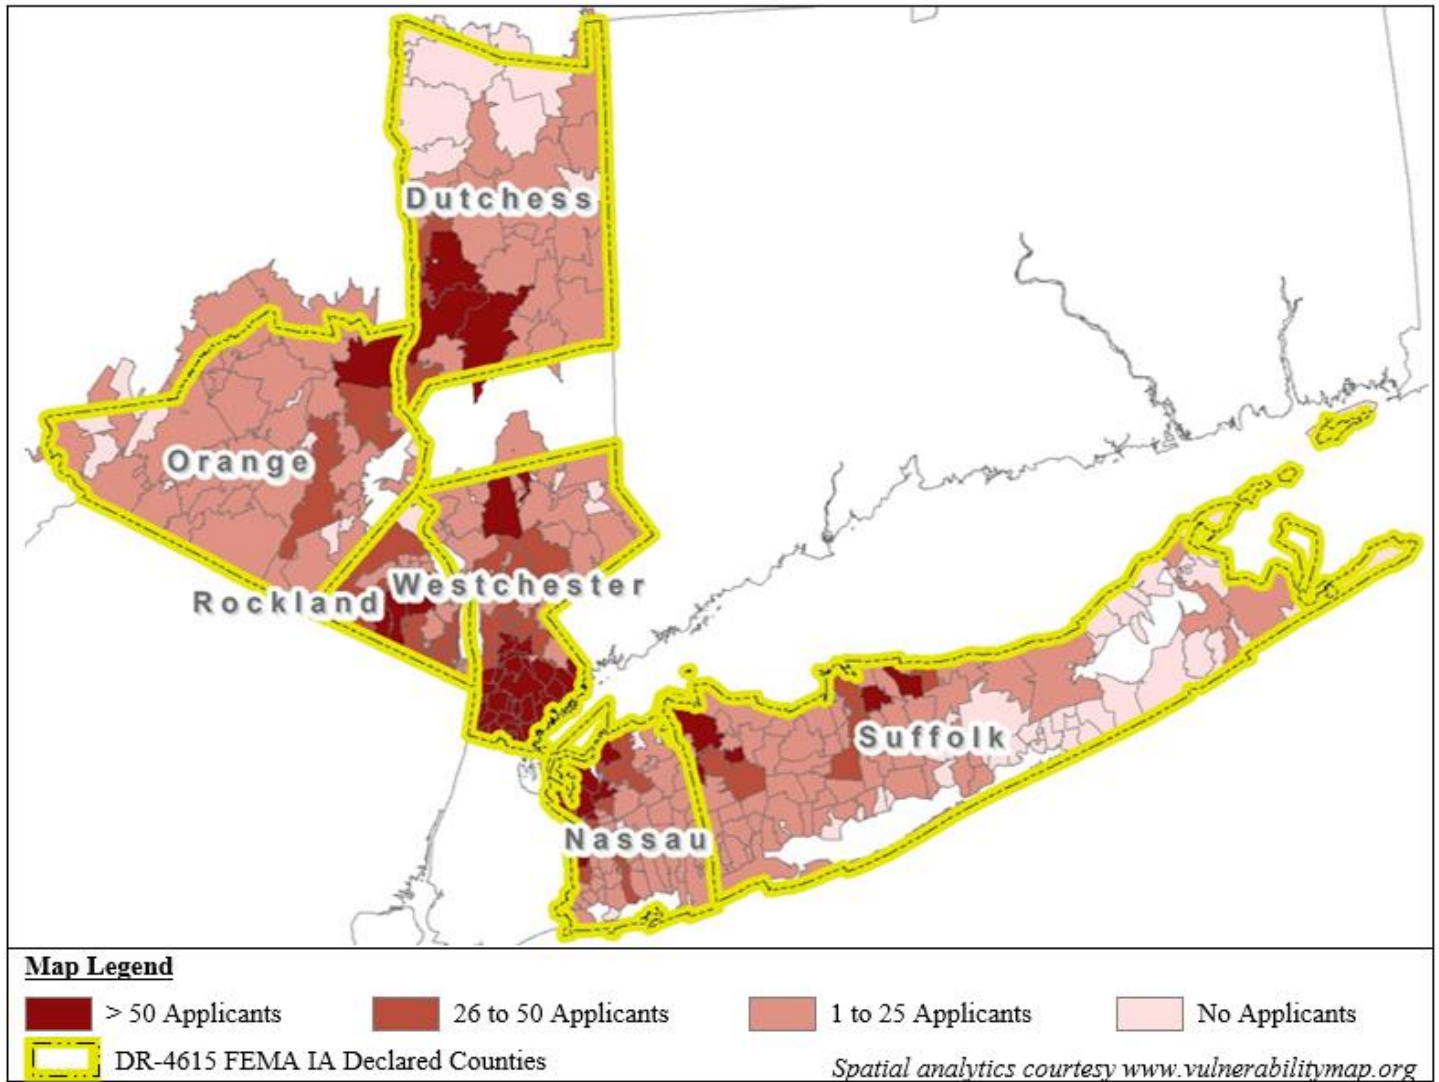 Dutchess
Orange
Westchester
Rockland
Suffolk
Nassau
Map Legend
> 50 Applicants
26 to 50 Applicants
1 to 25 Applicants
No Applicants
DR-4615 FEMA IA Declared Counties
Spatial analytics courtesy www.vulnerabilitymap.org